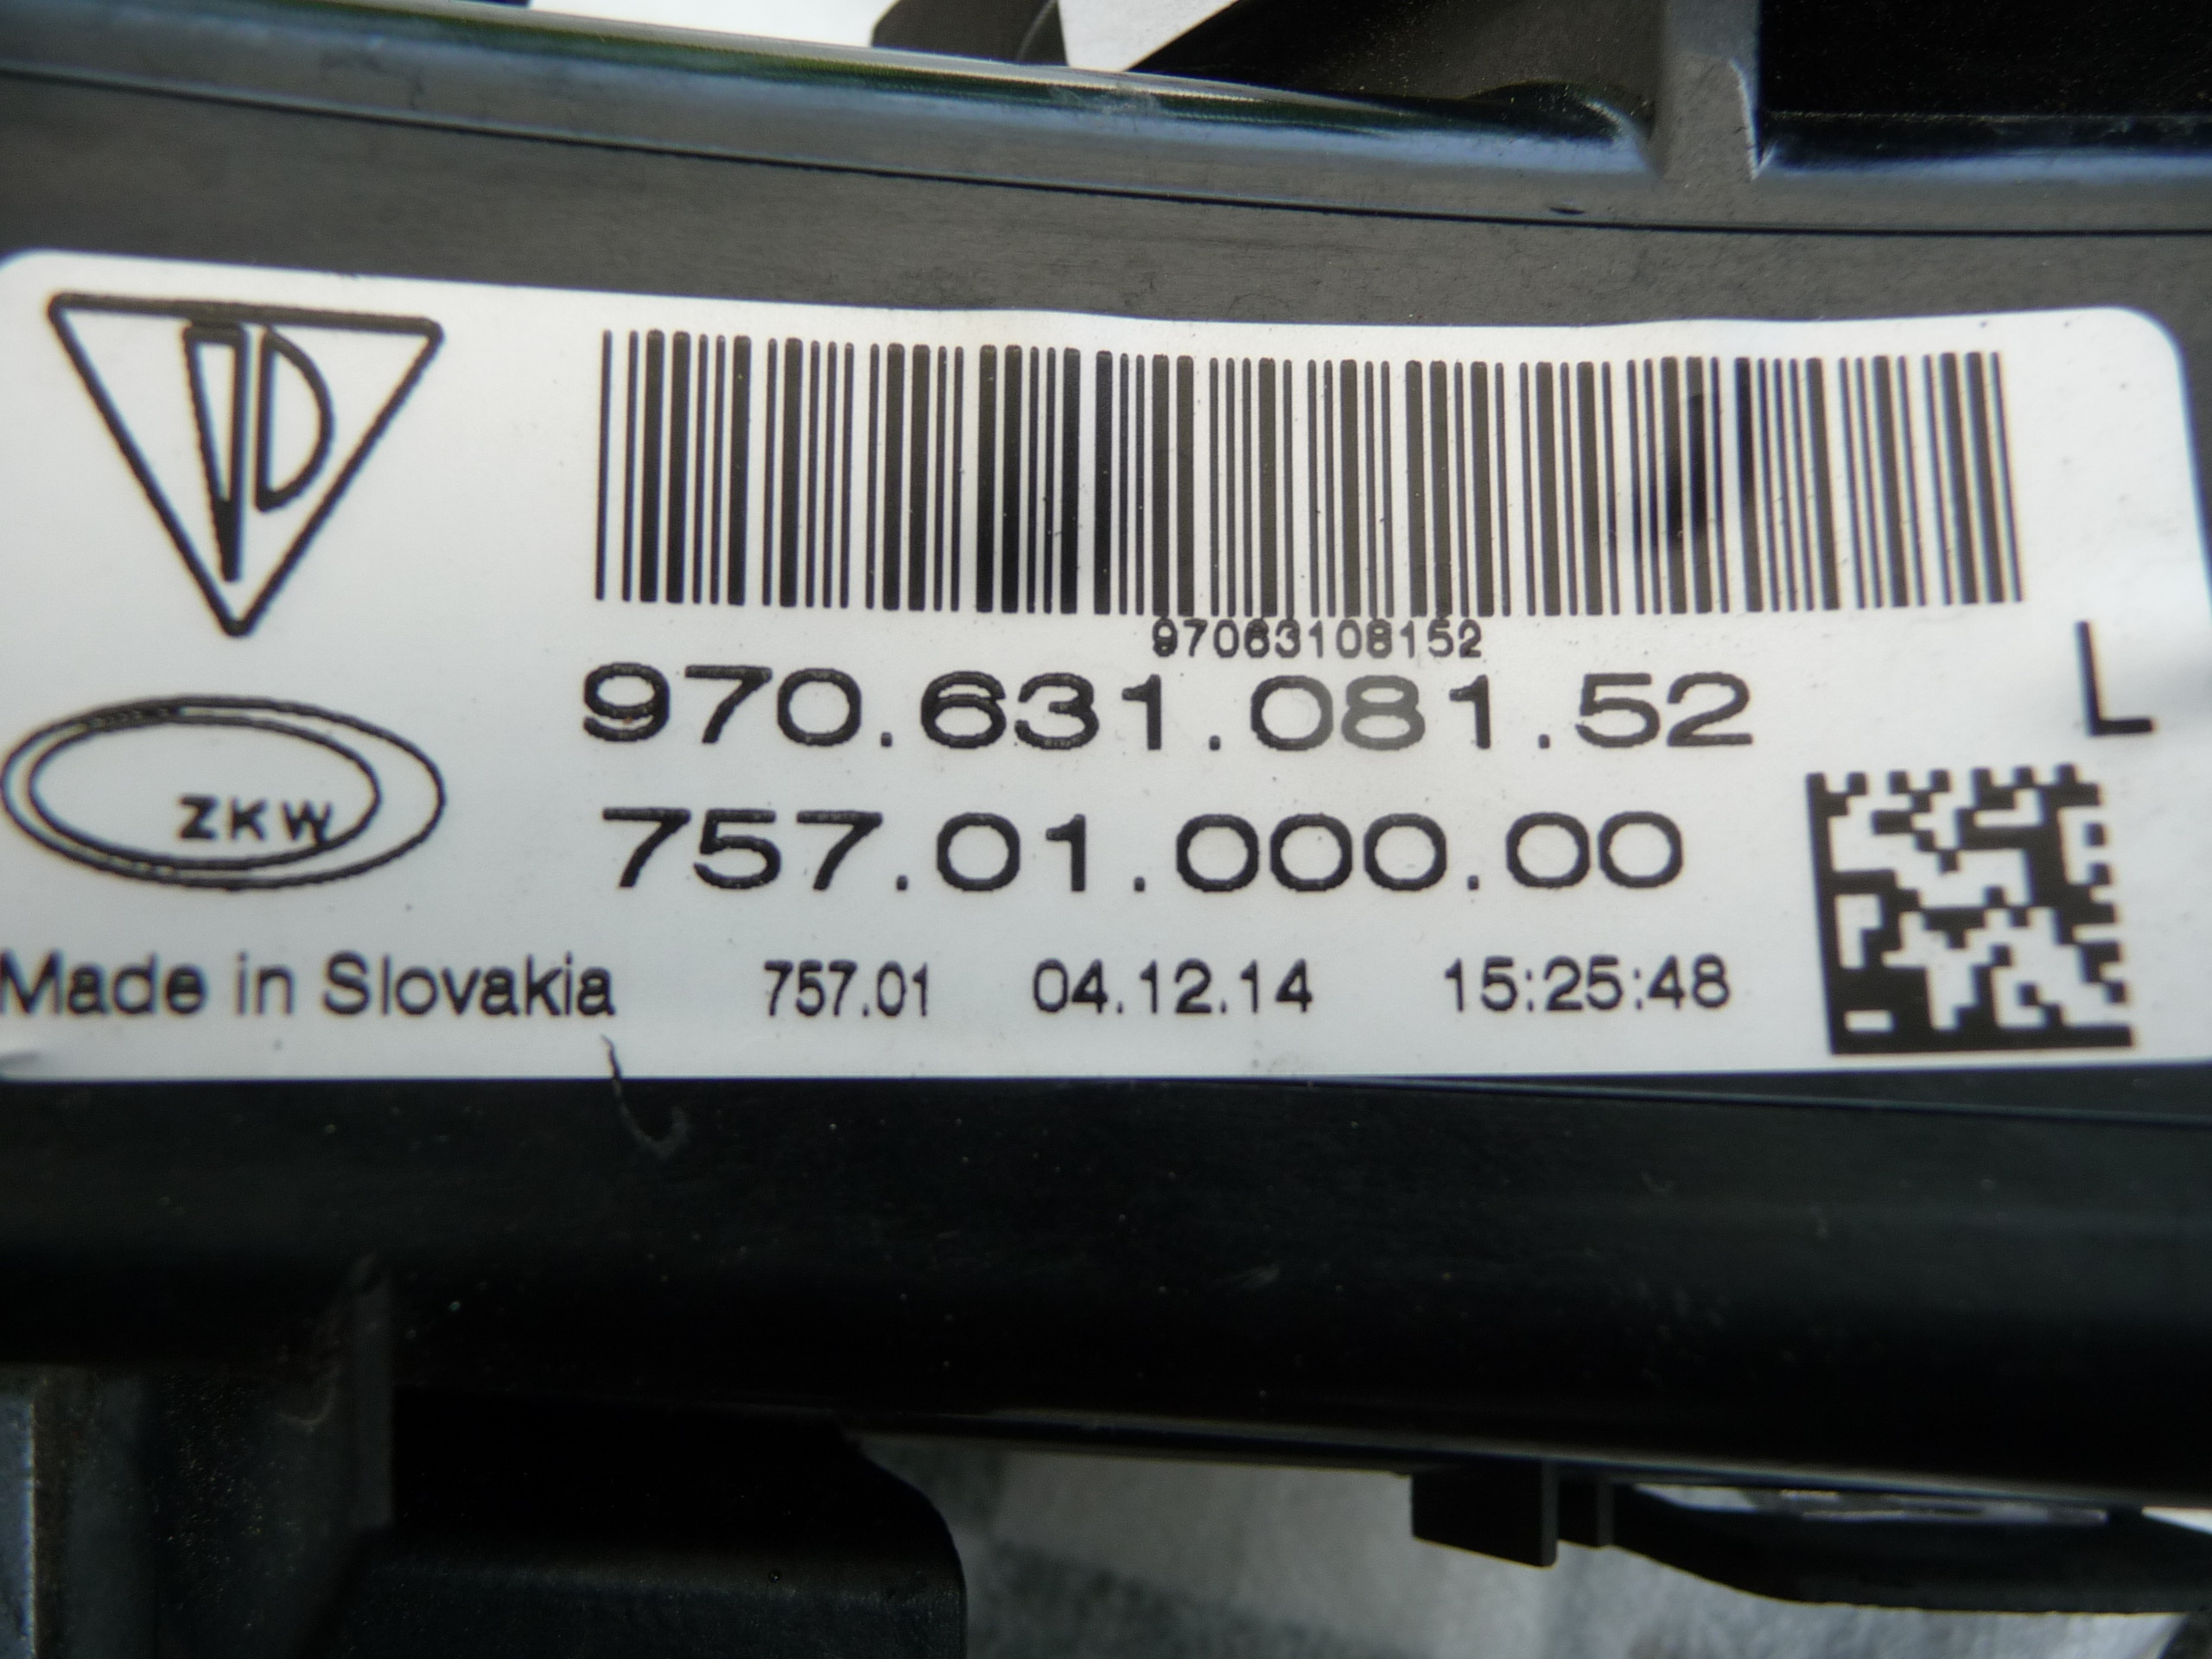 97063108152
970.631.081.52
L
ZKW
757.01.000.00
Made in Slovakia 757.01 04.12.14 15:25:48